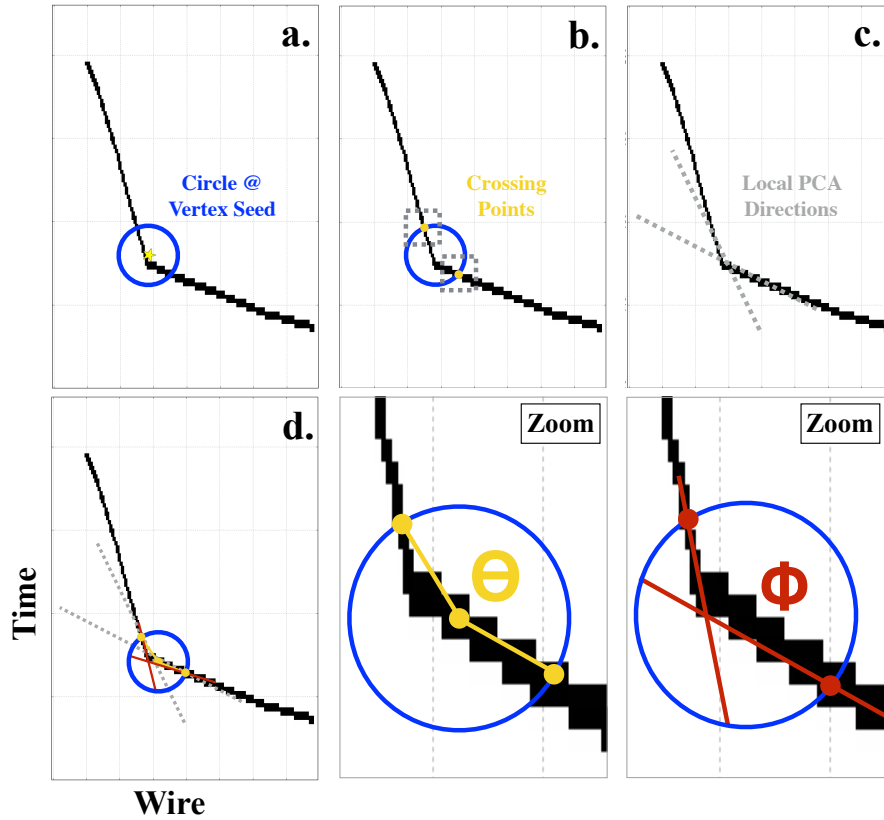 a.
Circle @
Vertex Seed
b.
Crossing
Points
c.
Local PCA
Directions
d.
Zoom
Θ
Zoom
Φ
Time
Wire